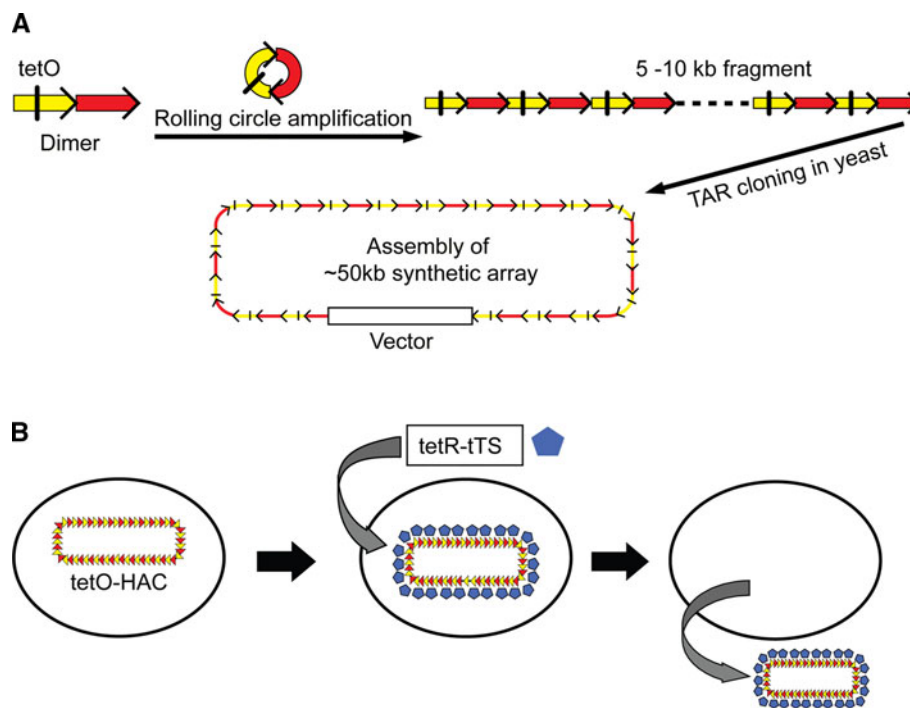 A
tetO
Dimer
Rolling circle amplification
5 -10 kb fragment
TAR cloning in yeast
Assembly of
~50kb synthetic array
Vector
B
tetR-tTS
tetO-HAC